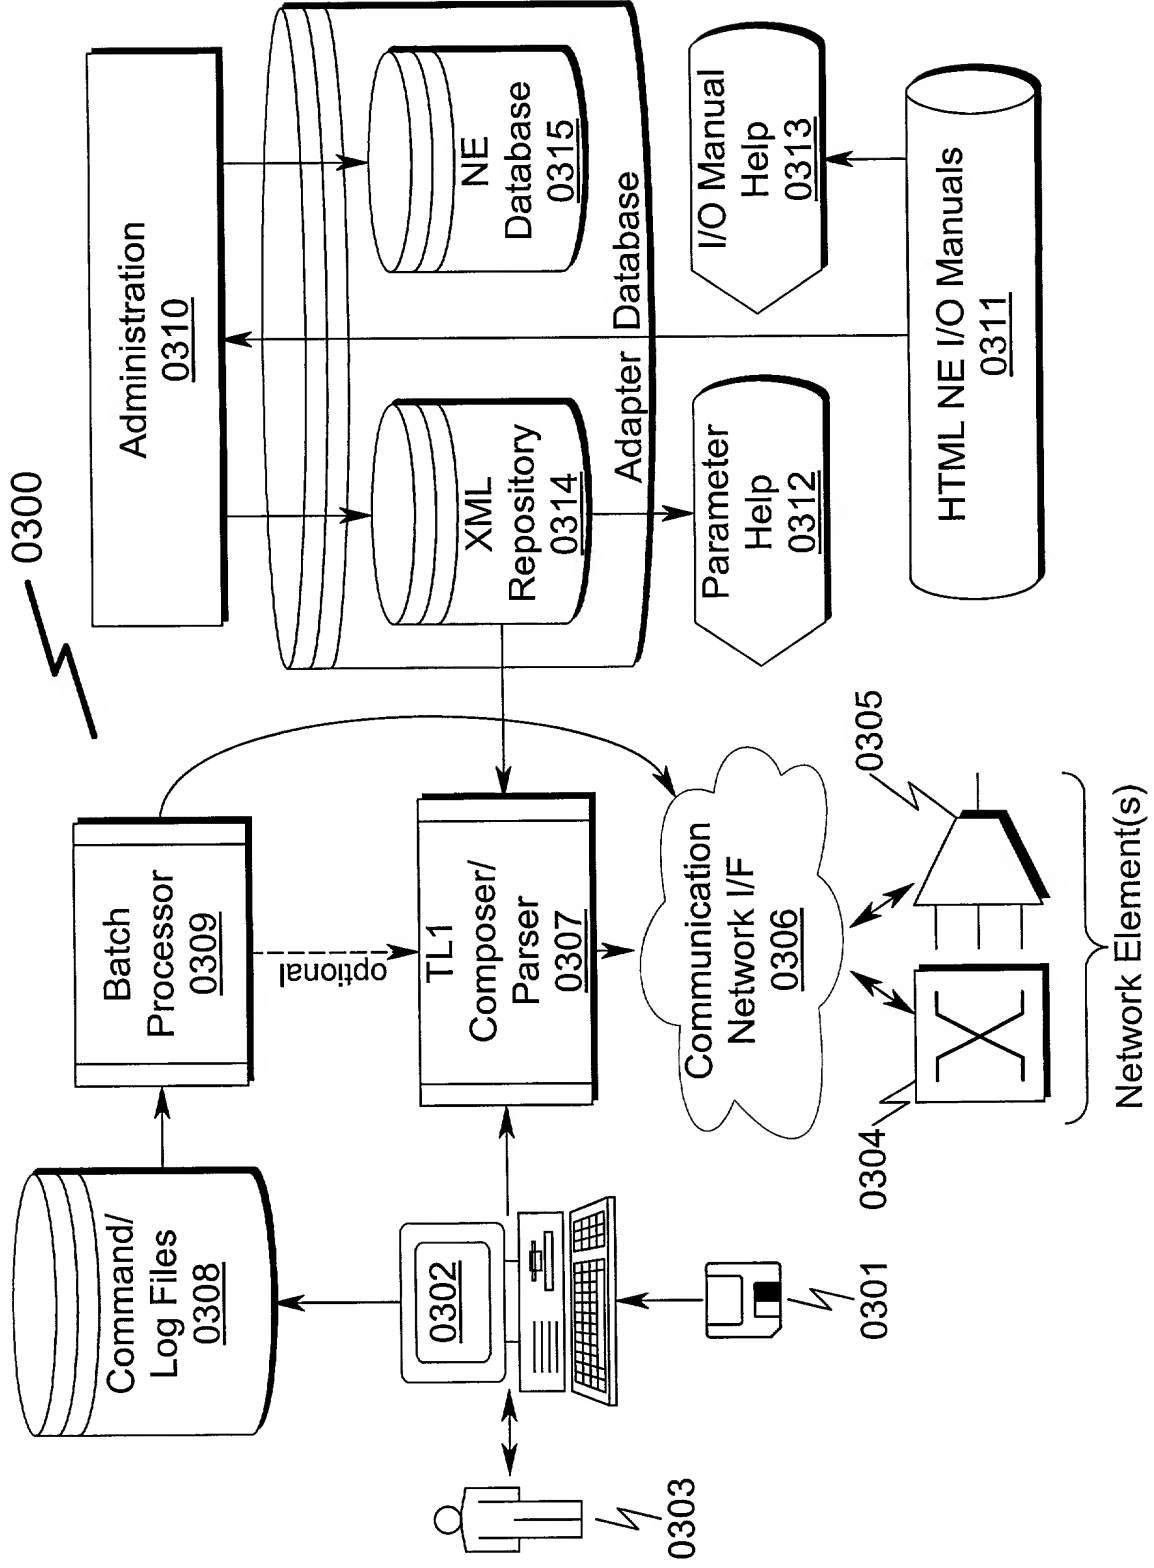 0300
Command/
Log Files
0308
Batch
Processor
0309
Administration
0310
optional
0303
0302
0301
TL1
Composer/
Parser
0307
XML
Repository
0314
NE
Database
0315
Adapter Database
Communication
Network I/F
0306
Parameter
Help
0312
I/O Manual
Help
0313
0304
0305
Network Element(s)
HTML NE I/O Manuals
0311